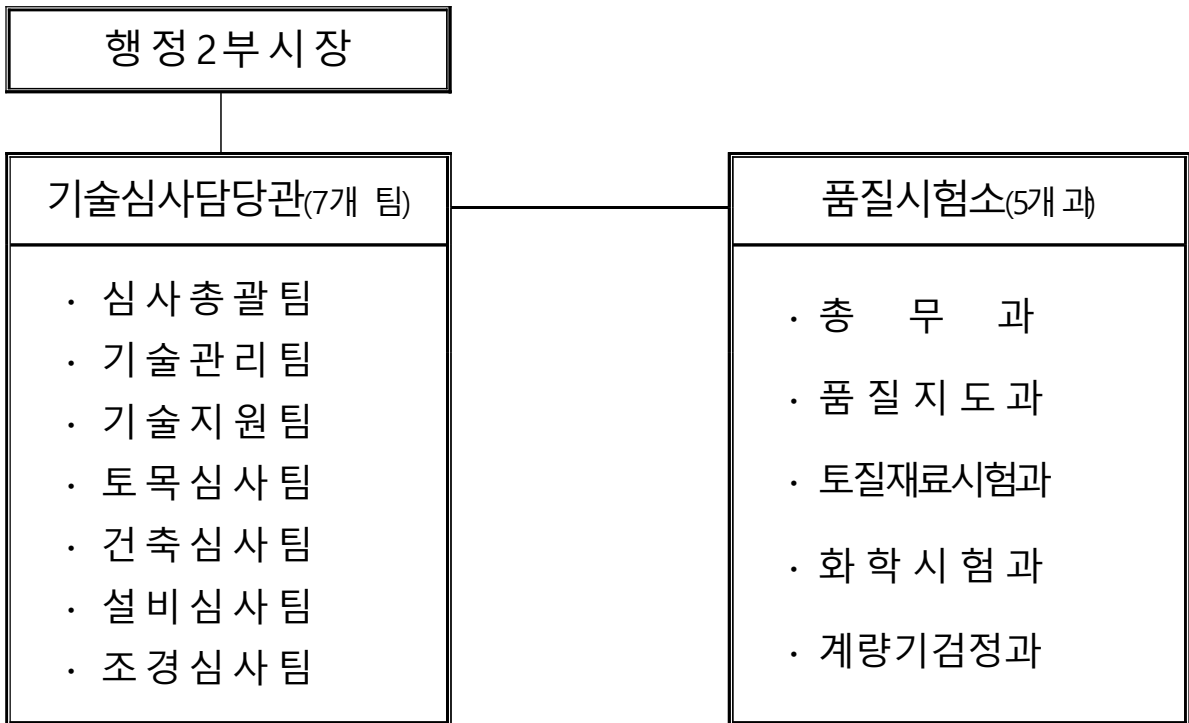 행정2부시장
기술심사담당관(7개 팀)
· 심사총괄팀
· 기술관리팀
· 기술지원팀
· 토목심사팀
· 건축심사팀
· 설비심사팀
· 조경심사팀
품질시험소(5개 과)
· 총 무 과
· 품질지도과
· 토질재료시험과
· 화학시험과
· 계량기검정과